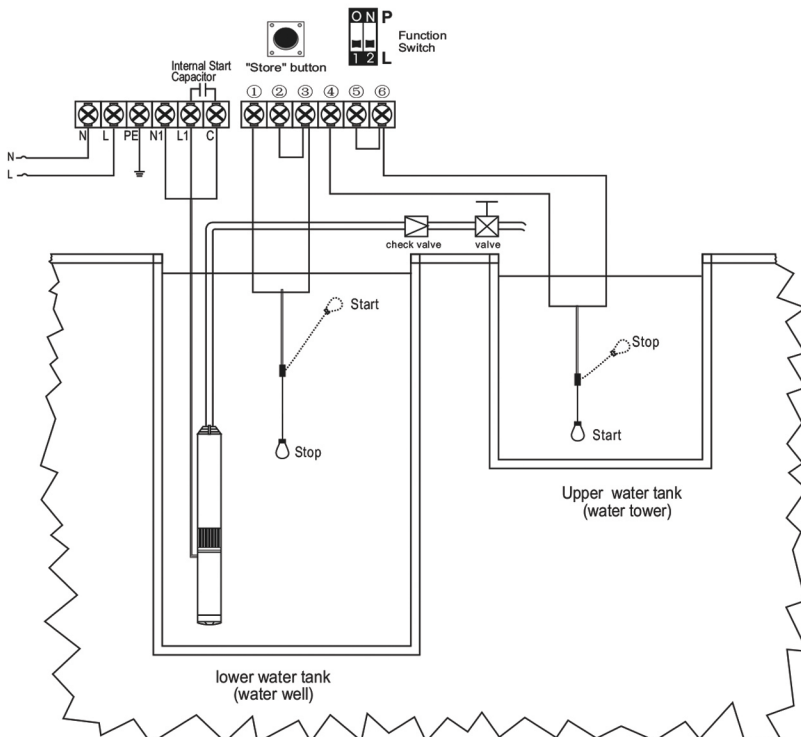 ON P
Function
Switch
1 2 L
"Store" button
Internal Start
Capacitor
① ② ③ ④ ⑤ ⑥
N L PE N1 L1 C
N
L
check valve
valve
Start
Stop
Stop
Start
Upper water tank
(water tower)
lower water tank
(water well)